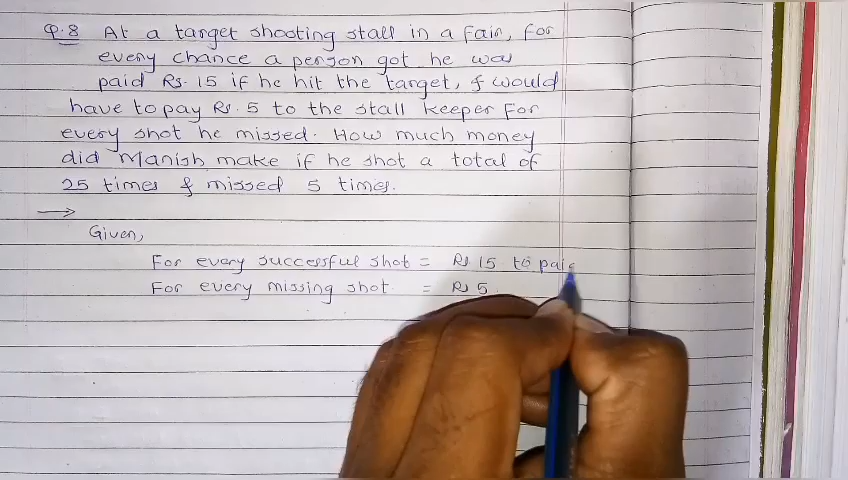 Q.8 At a target shooting stall in a fair, for
every chance a person got he was
paid Rs. 15 if he hit the target, & would
have to pay Rs. 5 to the stall keeper for
every shot he missed. How much money
did Manish make if he shot a total of
25 times & missed 5 times.
→
Given,
For every successful shot = Rs 15 to paid
For every missing shot. = Rs 5